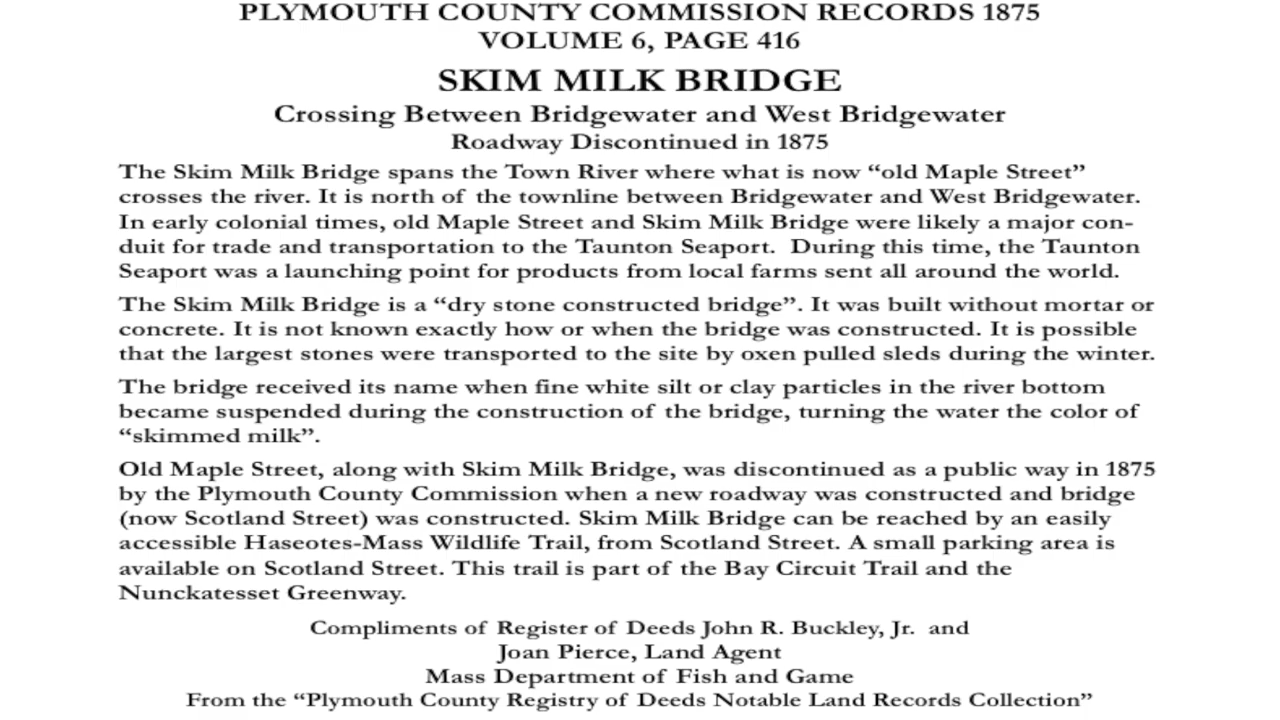 PLYMOUTH COUNTY COMMISSION RECORDS 1875
VOLUME 6, PAGE 416
SKIM MILK BRIDGE
Crossing Between Bridgewater and West Bridgewater
Roadway Discontinued in 1875
The Skim Milk Bridge spans the Town River where what is now “old Maple Street”
crosses the river. It is north of the townline between Bridgewater and West Bridgewater.
In early colonial times, old Maple Street and Skim Milk Bridge were likely a major con-
duit for trade and transportation to the Taunton Seaport. During this time, the Taunton
Seaport was a launching point for products from local farms sent all around the world.
The Skim Milk Bridge is a “dry stone constructed bridge”. It was built without mortar or
concrete. It is not known exactly how or when the bridge was constructed. It is possible
that the largest stones were transported to the site by oxen pulled sleds during the winter.
The bridge received its name when fine white silt or clay particles in the river bottom
became suspended during the construction of the bridge, turning the water the color of
“skimmed milk”.
Old Maple Street, along with Skim Milk Bridge, was discontinued as a public way in 1875
by the Plymouth County Commission when a new roadway was constructed and bridge
(now Scotland Street) was constructed. Skim Milk Bridge can be reached by an easily
accessible Haseotes-Mass Wildlife Trail, from Scotland Street. A small parking area is
available on Scotland Street. This trail is part of the Bay Circuit Trail and the
Nunckatesset Greenway.
Compliments of Register of Deeds John R. Buckley, Jr. and
Joan Pierce, Land Agent
Mass Department of Fish and Game
From the “Plymouth County Registry of Deeds Notable Land Records Collection”